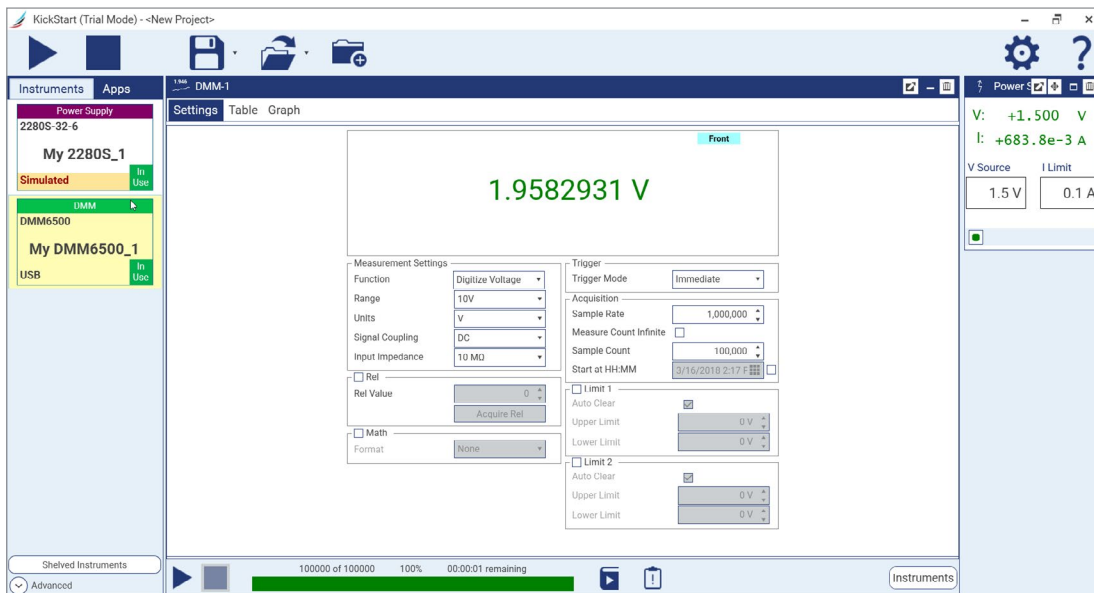 KickStart (Trial Mode) - <New Project>
Instruments Apps
Power Supply
2280S-32-6
My 2280S_1
Simulated
In Use
DMM
DMM6500
My DMM6500_1
USB
In Use
Shelved Instruments
Advanced
1.946 DMM-1
Settings Table Graph
Front
1.9582931 V
Measurement Settings
Function Digitize Voltage
Range 10V
Units V
Signal Coupling DC
Input Impedance 10 MΩ
Rel
Rel Value 0
Acquire Rel
Math
Format None
Trigger
Trigger Mode Immediate
Acquisition
Sample Rate 1,000,000
Measure Count Infinite
Sample Count 100,000
Start at HH:MM 3/16/2018 2:17 P
Limit 1
Auto Clear
Upper Limit 0 V
Lower Limit 0 V
Limit 2
Auto Clear
Upper Limit 0 V
Lower Limit 0 V
100000 of 100000 100% 00:00:01 remaining
Instruments
Power S
V: +1.500 V
I: +683.8e-3 A
V Source I Limit
1.5 V 0.1 A